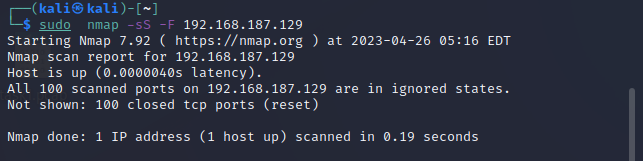 ┌──(kali㉿kali)-[~]
└─$ sudo nmap -sS -F 192.168.187.129
Starting Nmap 7.92 ( https://nmap.org ) at 2023-04-26 05:16 EDT
Nmap scan report for 192.168.187.129
Host is up (0.0000040s latency).
All 100 scanned ports on 192.168.187.129 are in ignored states.
Not shown: 100 closed tcp ports (reset)
Nmap done: 1 IP address (1 host up) scanned in 0.19 seconds